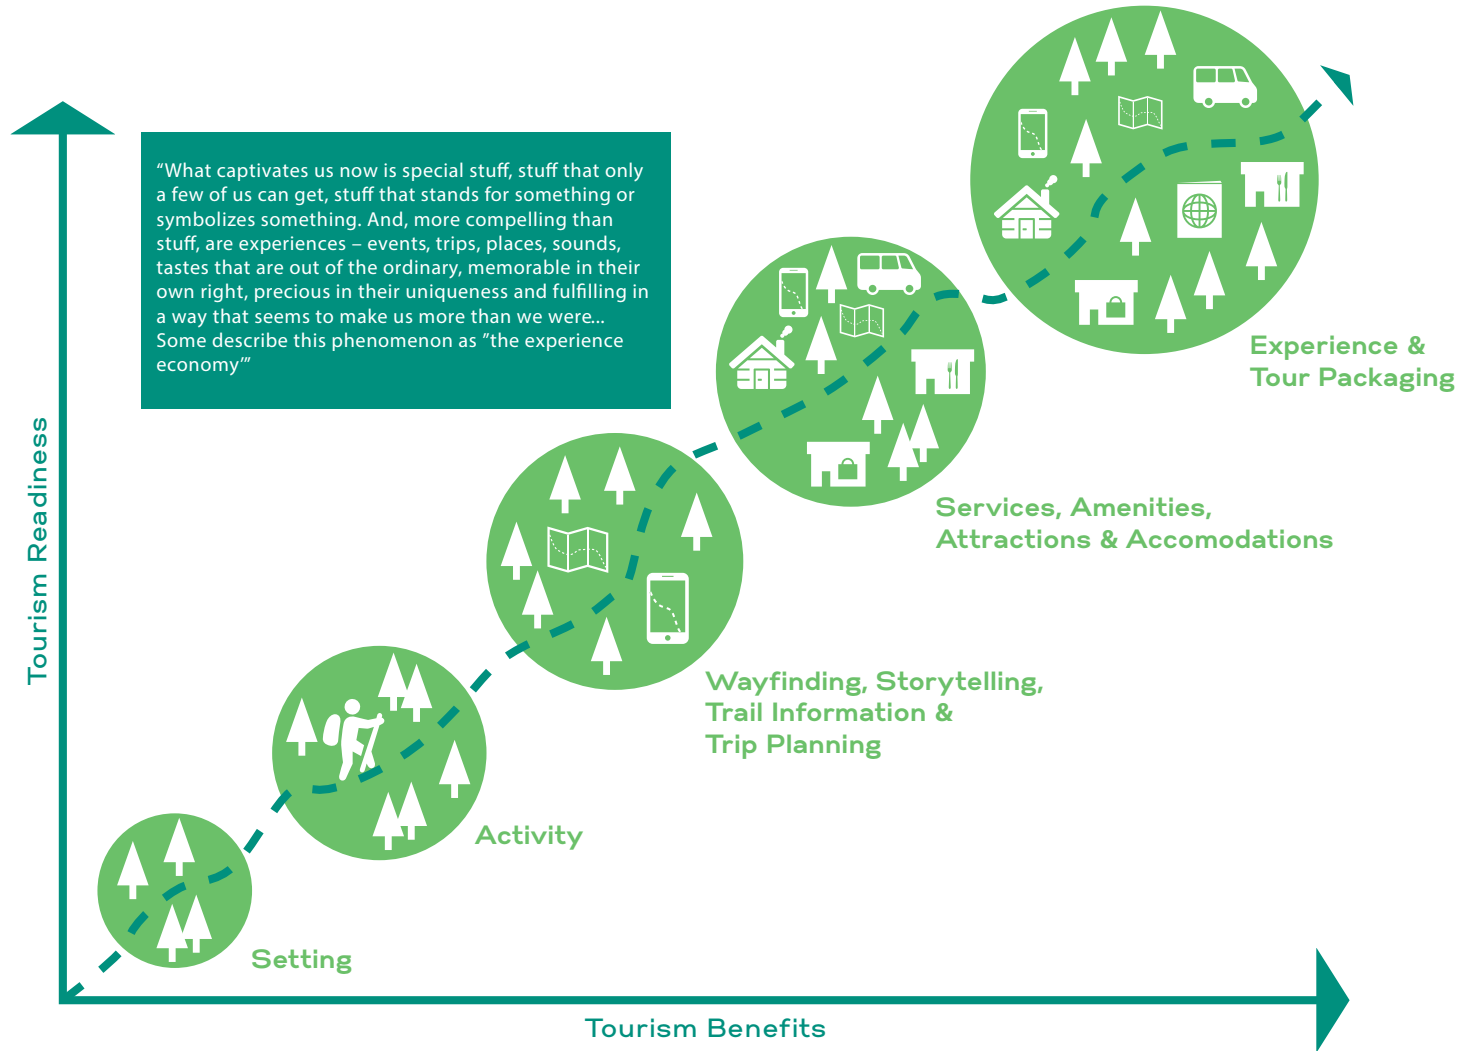 “What captivates us now is special stuff, stuff that only
a few of us can get, stuff that stands for something or
symbolizes something. And, more compelling than
stuff, are experiences – events, trips, places, sounds,
tastes that are out of the ordinary, memorable in their
own right, precious in their uniqueness and fulfilling in
a way that seems to make us more than we were...
Some describe this phenomenon as ”the experience
economy’”
Experience &
Tour Packaging
Services, Amenities,
Attractions & Accomodations
Wayfinding, Storytelling,
Trail Information &
Trip Planning
Activity
Setting
Tourism Readiness
Tourism Benefits